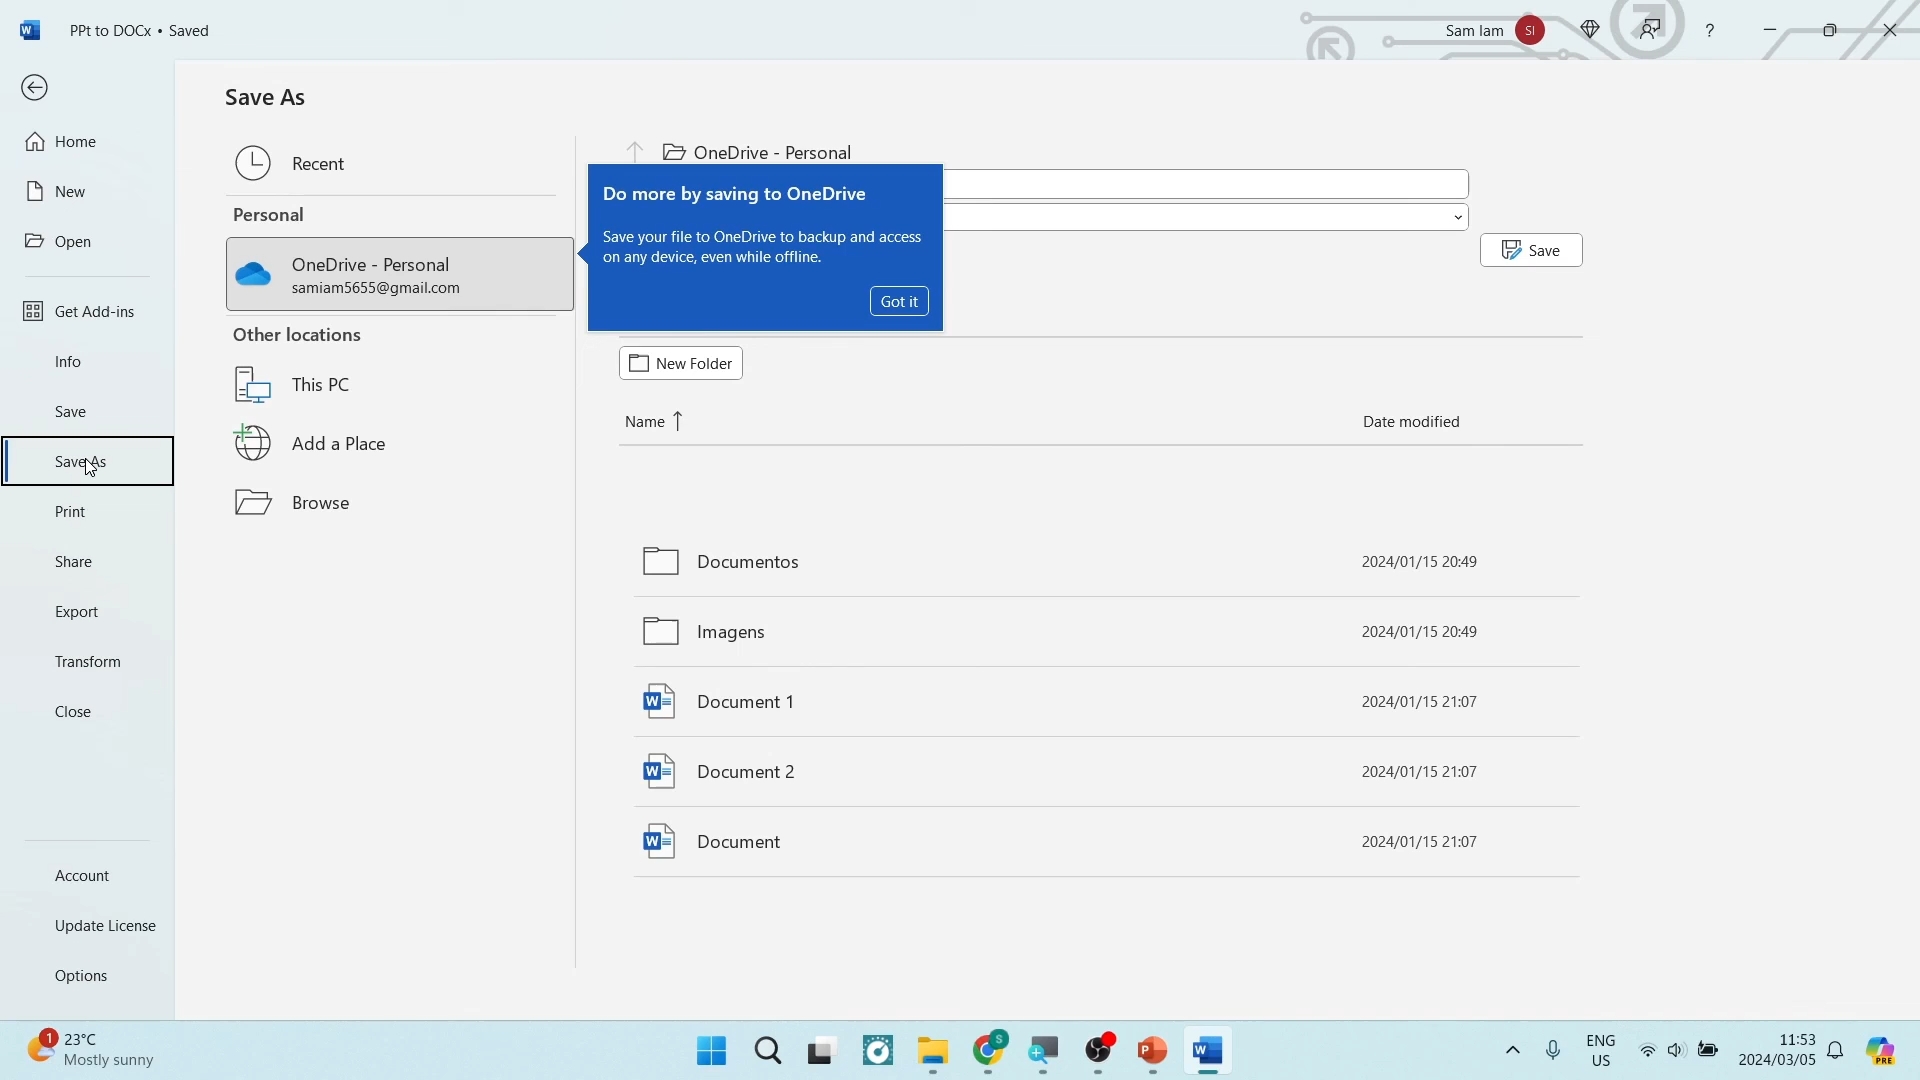 PPt to DOCx • Saved
Sam Iam
SI
?
Save As
Home
New
Open
Get Add-ins
Info
Save
Save As
Print
Share
Export
Transform
Close
Account
Update License
Options
Recent
Personal
OneDrive - Personal
samiam5655@gmail.com
Other locations
This PC
Add a Place
Browse
OneDrive - Personal
Do more by saving to OneDrive
Save your file to OneDrive to backup and access
on any device, even while offline.
Got it
Save
New Folder
Name
Date modified
Documentos
2024/01/15 20:49
Imagens
2024/01/15 20:49
Document 1
2024/01/15 21:07
Document 2
2024/01/15 21:07
Document
2024/01/15 21:07
1
23°C
Mostly sunny
S
ENG
US
11:53
2024/03/05
PRE